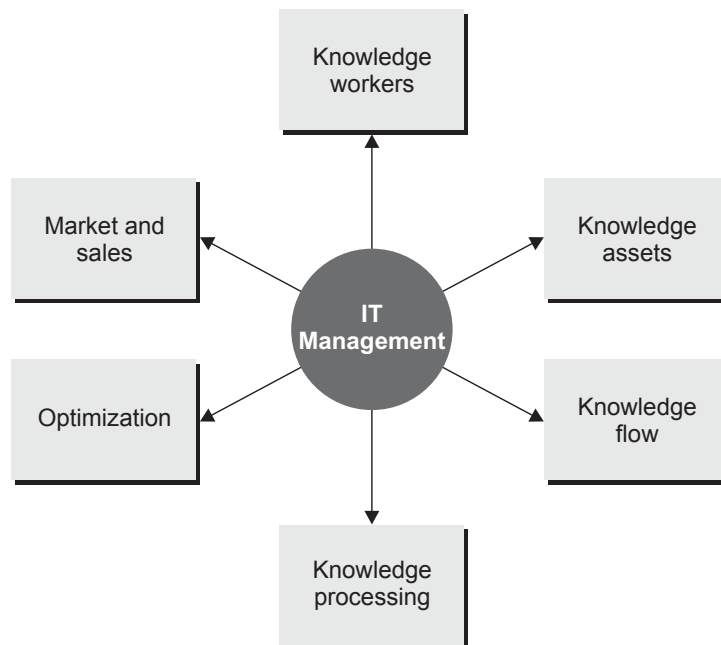 Knowledge
workers
Market and
sales
Knowledge
assets
IT
Management
Optimization
Knowledge
flow
Knowledge
processing